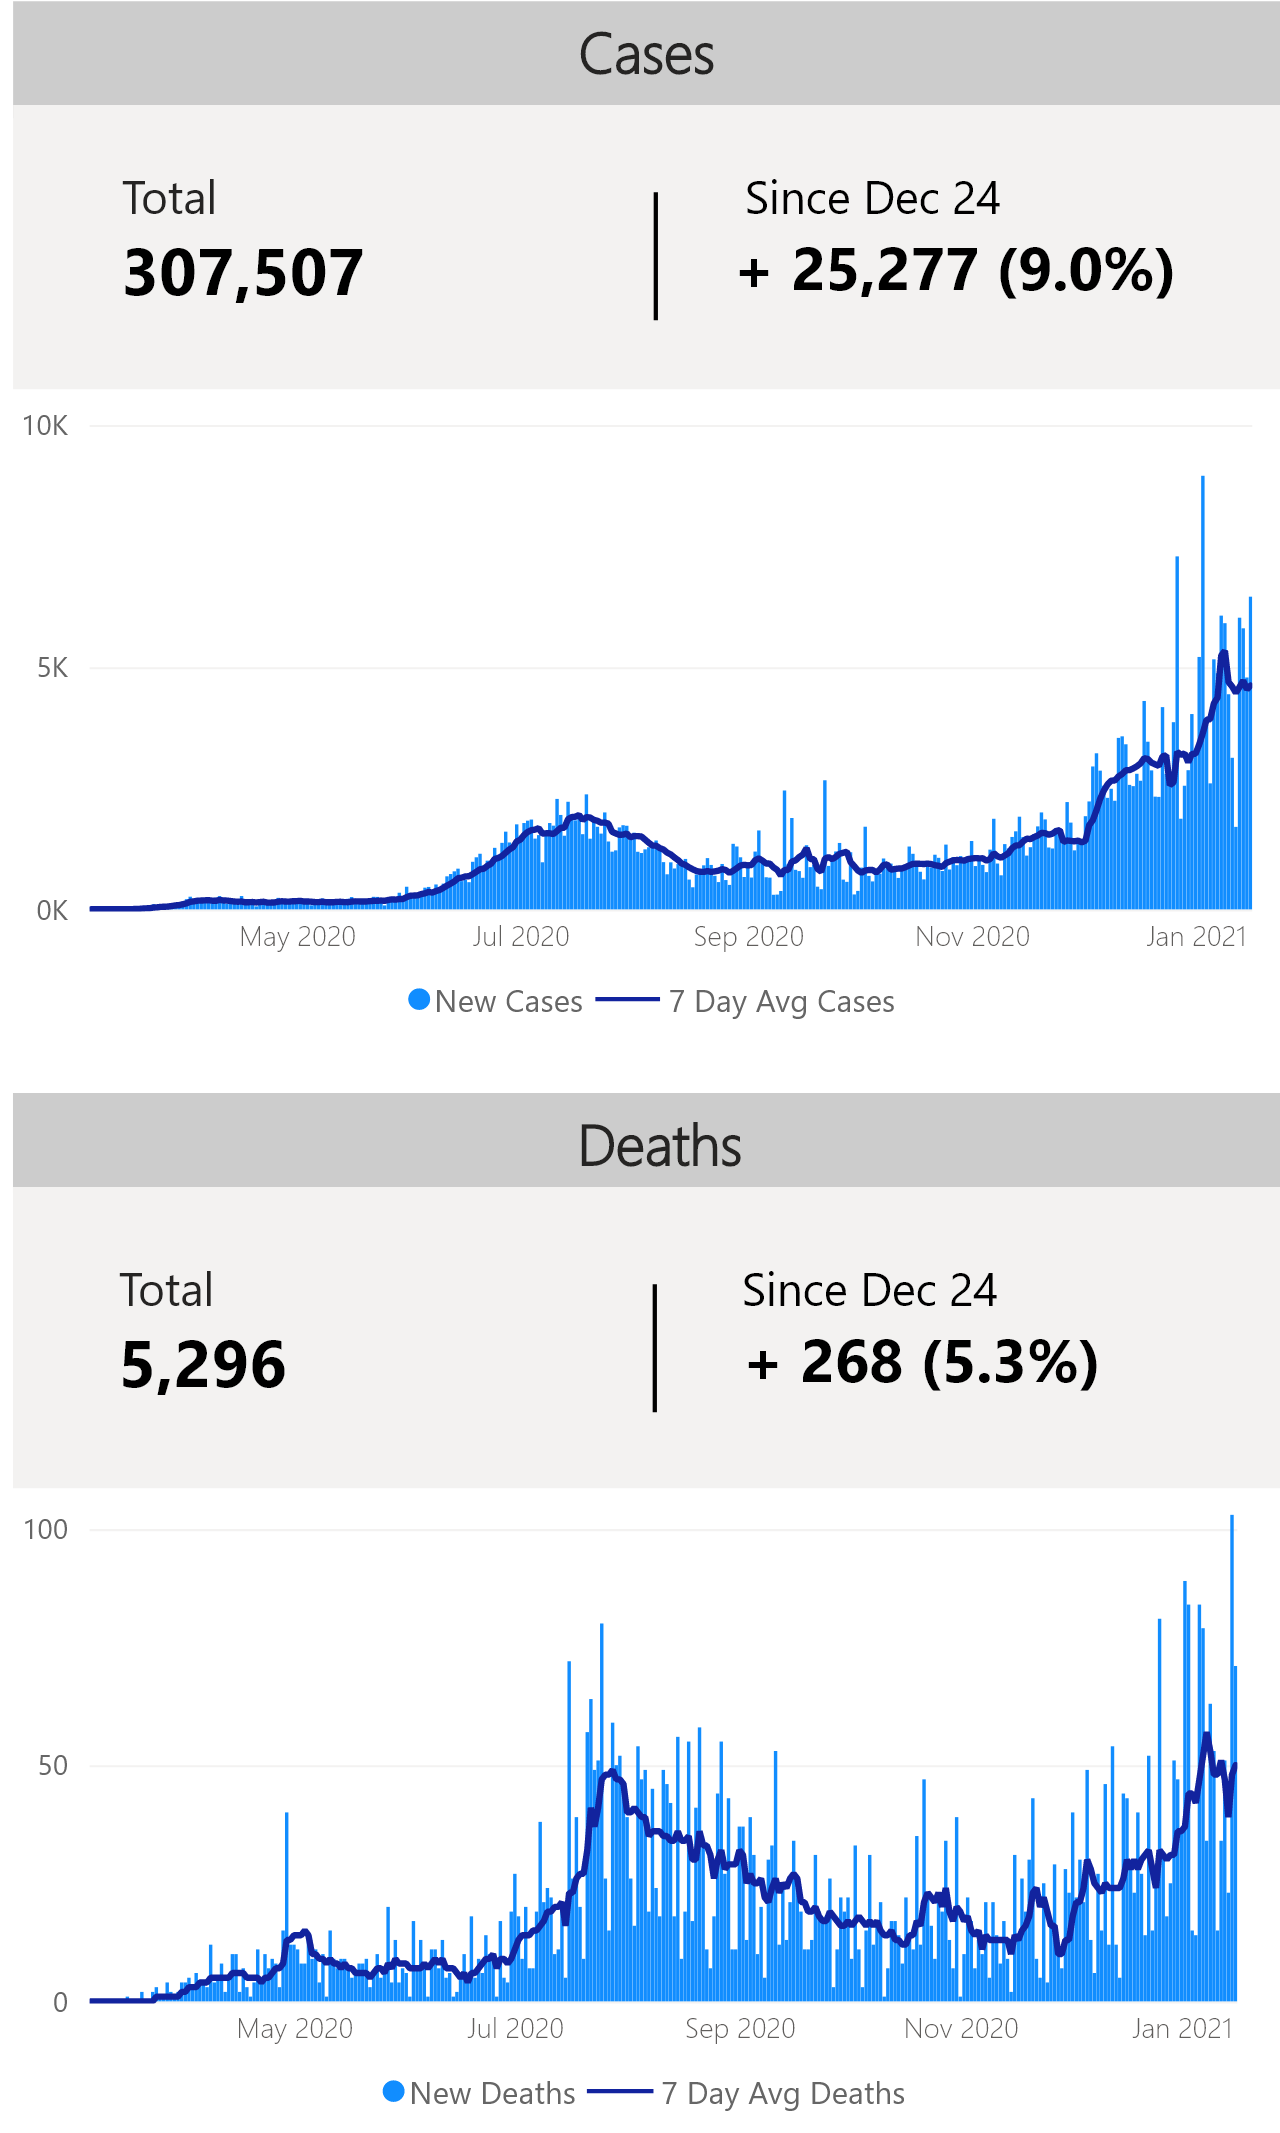 Cases
Total
Since Dec 24
307,507
+ 25,277 (9.0%)
10K
5K
0K
May 2020
Jul 2020
Sep 2020
Nov 2020
Jan 2021
New Cases
7 Day Avg Cases
Deaths
Total
Since Dec 24
5,296
+ 268 (5.3%)
100
50
0
May 2020
Jul 2020
Sep 2020
Nov 2020
Jan 2021
New Deaths
7 Day Avg Deaths